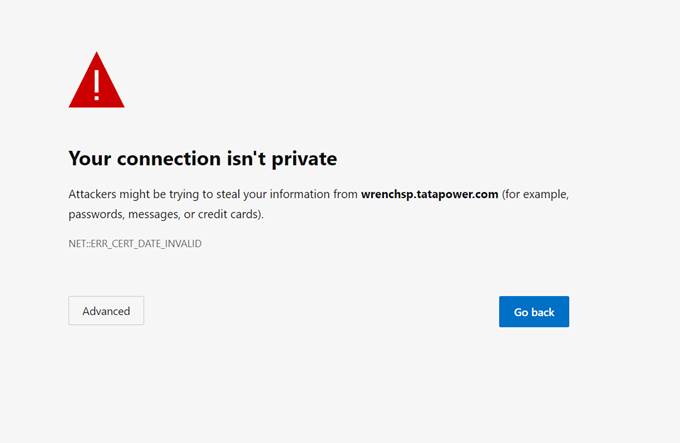 Your connection isn't private
Attackers might be trying to steal your information from wrenchsp.tatapower.com (for example,
passwords, messages, or credit cards).
NET::ERR_CERT_DATE_INVALID
Advanced
Go back